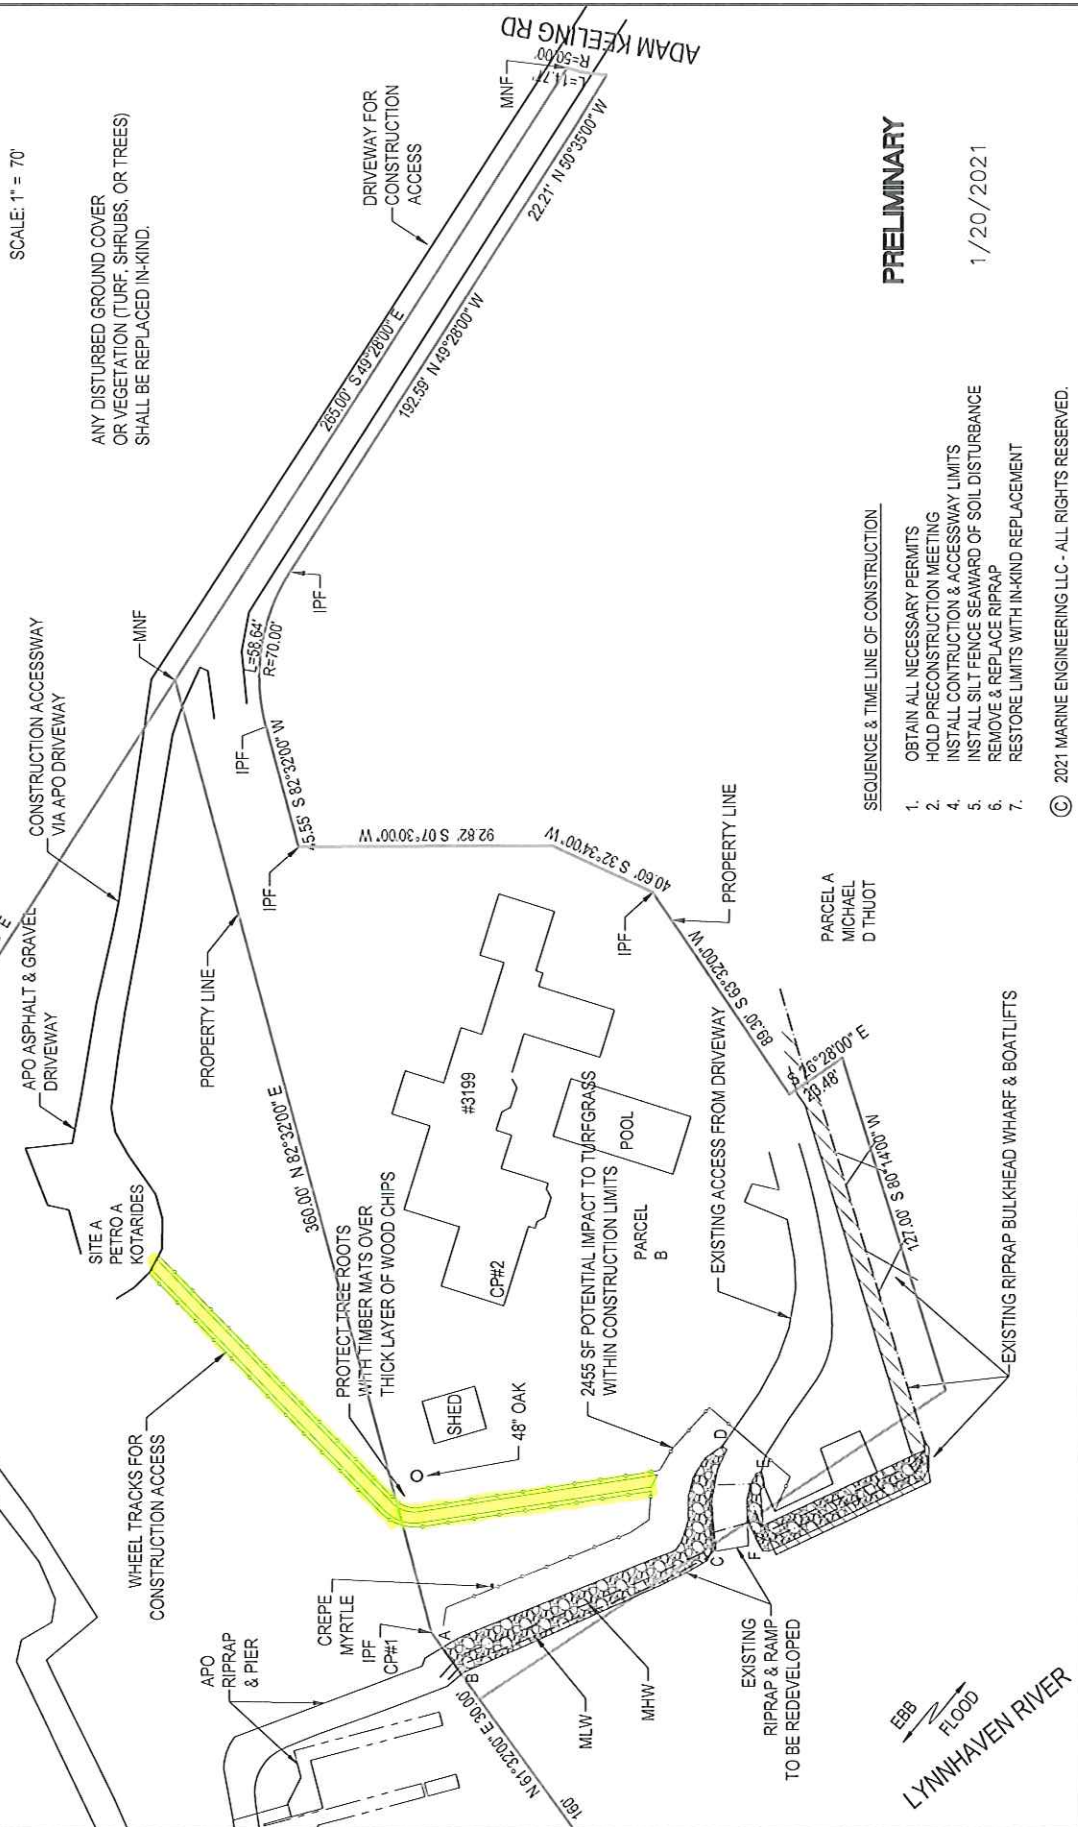 SCALE: 1" = 70'
ANY DISTURBED GROUND COVER
OR VEGETATION (TURF, SHRUBS, OR TREES)
SHALL BE REPLACED IN-KIND.
ADAM KEELING RD
L=14.71'
R=50.00'
MNF
DRIVEWAY FOR
CONSTRUCTION
ACCESS
22.21' N 50°35'00" W
265.00' S 49°28'00" E
192.59' N 49°28'00" W
E
CONSTRUCTION ACCESSWAY
VIA APO DRIVEWAY
MNF
APO ASPHALT & GRAVEL
DRIVEWAY
L=58.64'
R=70.00'
IPF
IPF
S 82°32'00" W
IPF
92.82' S 07°30'00" W
40.60' S 32°34'00" W
IPF
PROPERTY LINE
89.30' S 63°32'00" W
PROPERTY LINE
360.00' N 82°32'00" E
SITE A
PETRO A
KOTARIDES
#3199
POOL
CP#2
PARCEL
B
PARCEL A
MICHAEL
D THUOT
S 26°28'00" E
23.48'
127.00' S 80°14'00" W
EXISTING ACCESS FROM DRIVEWAY
2455 SF POTENTIAL IMPACT TO TURFGRASS
WITHIN CONSTRUCTION LIMITS
PROTECT TREE ROOTS
WITH TIMBER MATS OVER
THICK LAYER OF WOOD CHIPS
SHED
48" OAK
WHEEL TRACKS FOR
CONSTRUCTION ACCESS
CREPE
MYRTLE
IPF
CP#1
APO
RIPRAP
& PIER
A
B
C
D
E
F
N 61°32'00" E 30.00'
160'
MLW
MHW
EXISTING
RIPRAP & RAMP
TO BE REDEVELOPED
EXISTING RIPRAP BULKHEAD WHARF & BOATLIFTS
EBB
FLOOD
LYNNHAVEN RIVER
PRELIMINARY
1/20/2021
SEQUENCE & TIME LINE OF CONSTRUCTION
1. OBTAIN ALL NECESSARY PERMITS
2. HOLD PRECONSTRUCTION MEETING
4. INSTALL CONTRUCTION & ACCESSWAY LIMITS
5. INSTALL SILT FENCE SEAWARD OF SOIL DISTURBANCE
6. REMOVE & REPLACE RIPRAP
7. RESTORE LIMITS WITH IN-KIND REPLACEMENT
© 2021 MARINE ENGINEERING LLC - ALL RIGHTS RESERVED.